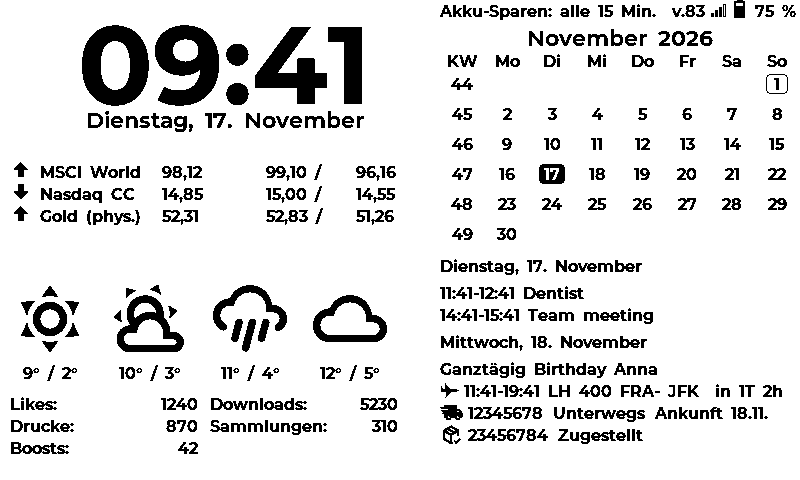 09:41
Dienstag, 17. November
MSCI World 98,12 99,10 / 96,16
Nasdaq CC 14,85 15,00 / 14,55
Gold (phys.) 52,31 52,83 / 51,26
9° / 2° 10° / 3° 11° / 4° 12° / 5°
Likes: 1240 Downloads: 5230
Drucke: 870 Sammlungen: 310
Boosts: 42
Akku-Sparen: alle 15 Min. v.83 75 %
November 2026
KW Mo Di Mi Do Fr Sa So
44 1
45 2 3 4 5 6 7 8
46 9 10 11 12 13 14 15
47 16 17 18 19 20 21 22
48 23 24 25 26 27 28 29
49 30
Dienstag, 17. November
11:41-12:41 Dentist
14:41-15:41 Team meeting
Mittwoch, 18. November
Ganztägig Birthday Anna
11:41-19:41 LH 400 FRA- JFK in 1T 2h
12345678 Unterwegs Ankunft 18.11.
23456784 Zugestellt